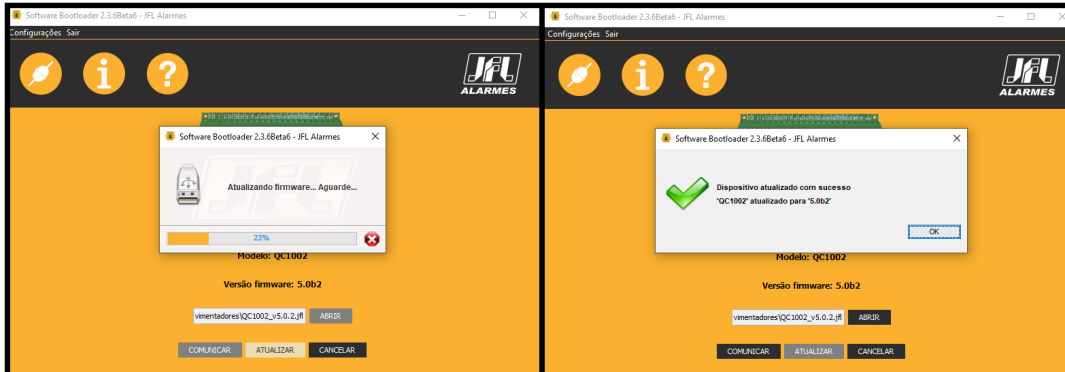 Software Bootloader 2.3.6Beta6 - JFL Alarmes
Configurações Sair
JFL
ALARMES
Software Bootloader 2.3.6Beta6 - JFL Alarmes
Atualizando firmware... Aguarde...
23%
Modelo: QC1002
Versão firmware: 5.0b2
vimentadores\QC1002_v5.0.2.jfl ABRIR
COMUNICAR ATUALIZAR CANCELAR
Software Bootloader 2.3.6Beta6 - JFL Alarmes
Configurações Sair
JFL
ALARMES
Software Bootloader 2.3.6Beta6 - JFL Alarmes
Dispositivo atualizado com sucesso
'QC1002' atualizado para '5.0b2'
OK
Modelo: QC1002
Versão firmware: 5.0b2
vimentadores\QC1002_v5.0.2.jfl ABRIR
COMUNICAR ATUALIZAR CANCELAR